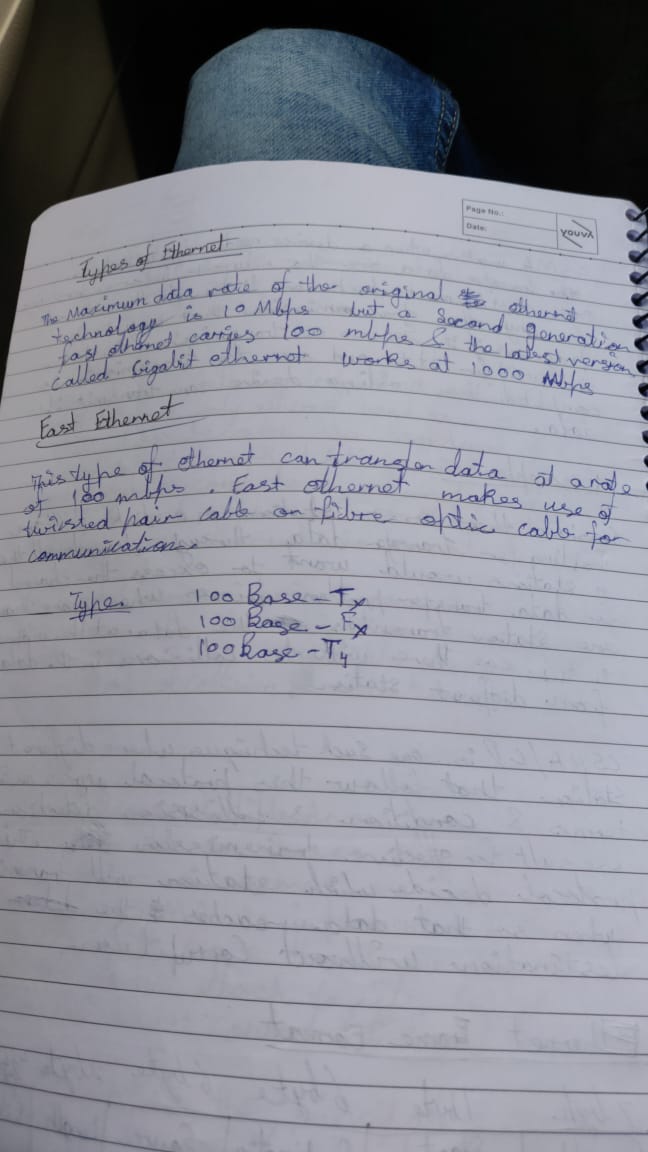 Page No.:
Date:
YOUVA
Types of Ethernet
The Maximum data rate of the original ethernet
technology is 10 Mbps but a Second generation
fast ethernet carries 100 mbps & the latest version
called Gigabit ethernet works at 1000 Mbps
Fast Ethernet
This type of ethernet can transfer data at a rate
of 100 mbps. Fast ethernet makes use of
twisted pair cable or fibre optic cable for
communication.
Type 100 Base-Tx
100 Base-Fx
100 base-T4